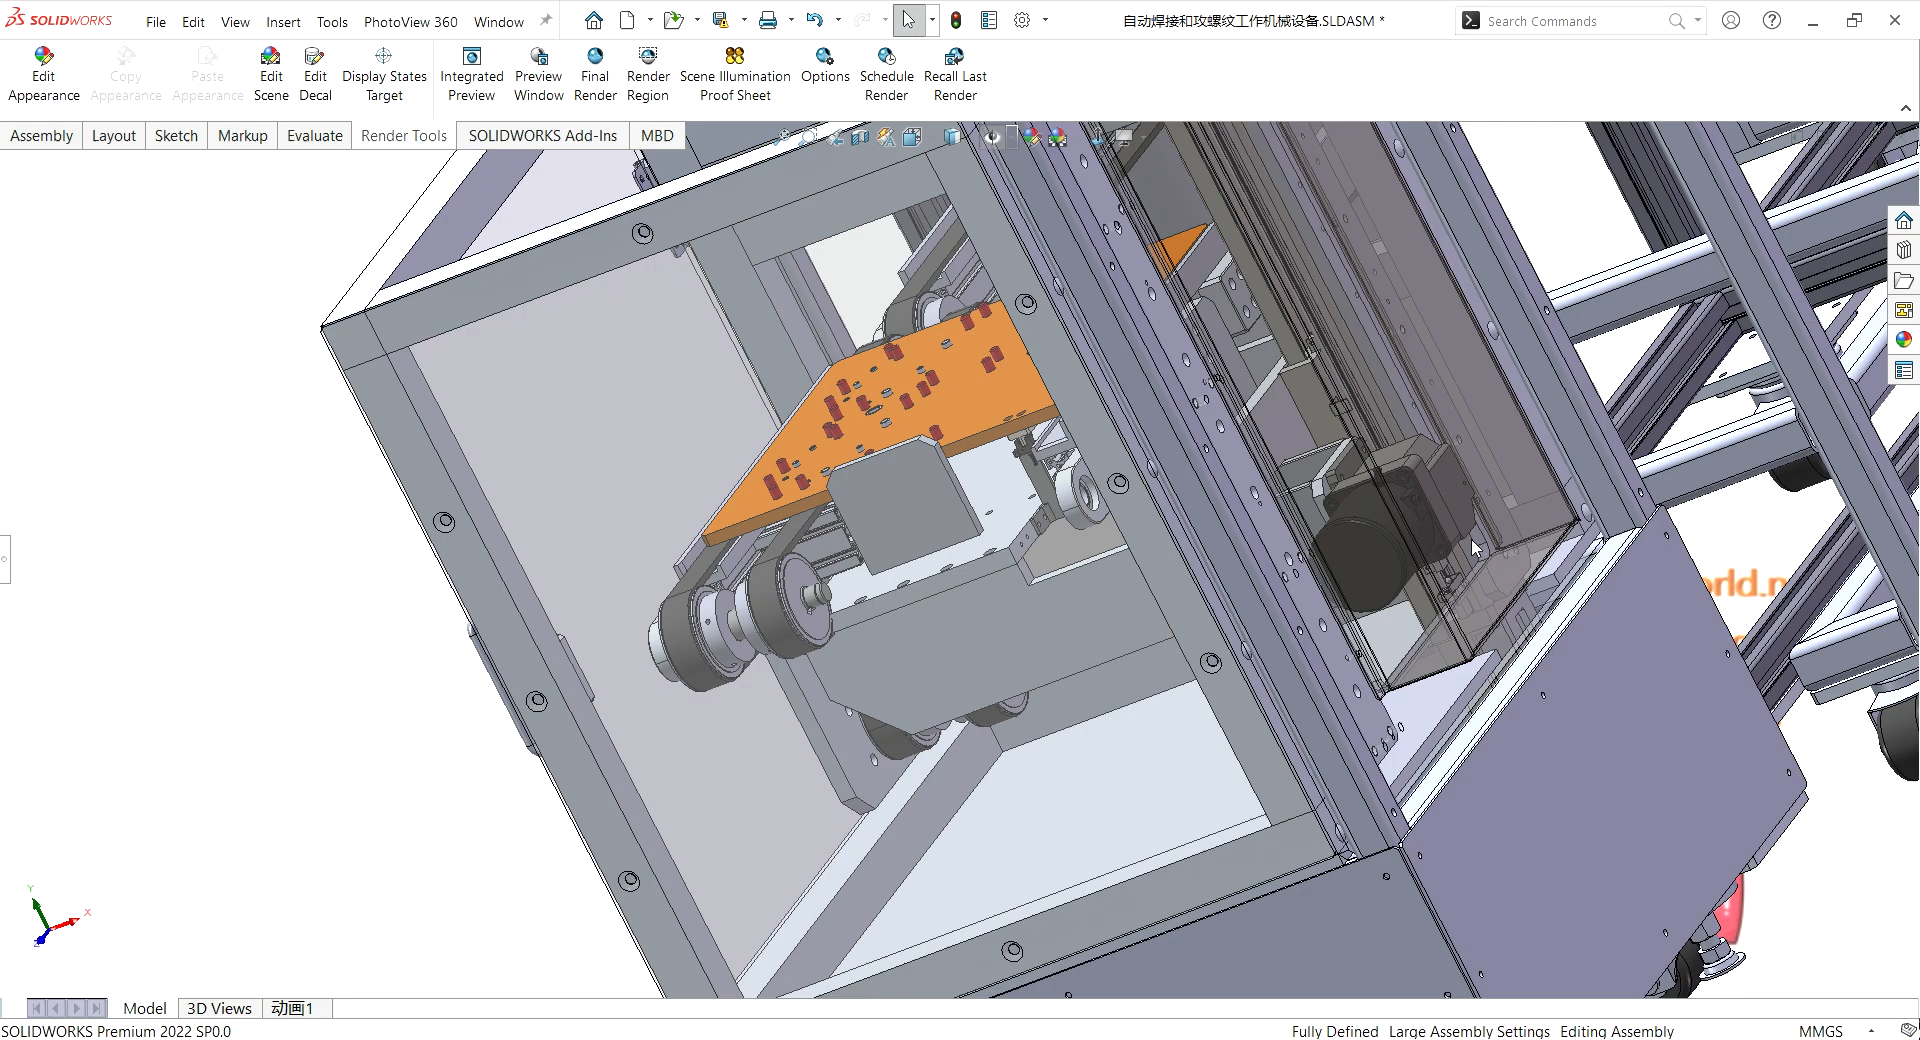 SOLIDWORKS File Edit View Insert Tools PhotoView 360 Window 自动焊接和攻螺纹工作机械设备.SLDASM * Search Commands
Edit Appearance
Copy Appearance
Paste Appearance
Edit Scene
Edit Decal
Display States Target
Integrated Preview
Preview Window
Final Render
Render Region
Scene Illumination Proof Sheet
Options
Schedule Render
Recall Last Render
Assembly Layout Sketch Markup Evaluate Render Tools SOLIDWORKS Add-Ins MBD
Y
X
Z
Model 3D Views 动画1
SOLIDWORKS Premium 2022 SP0.0 Fully Defined Large Assembly Settings Editing Assembly MMGS